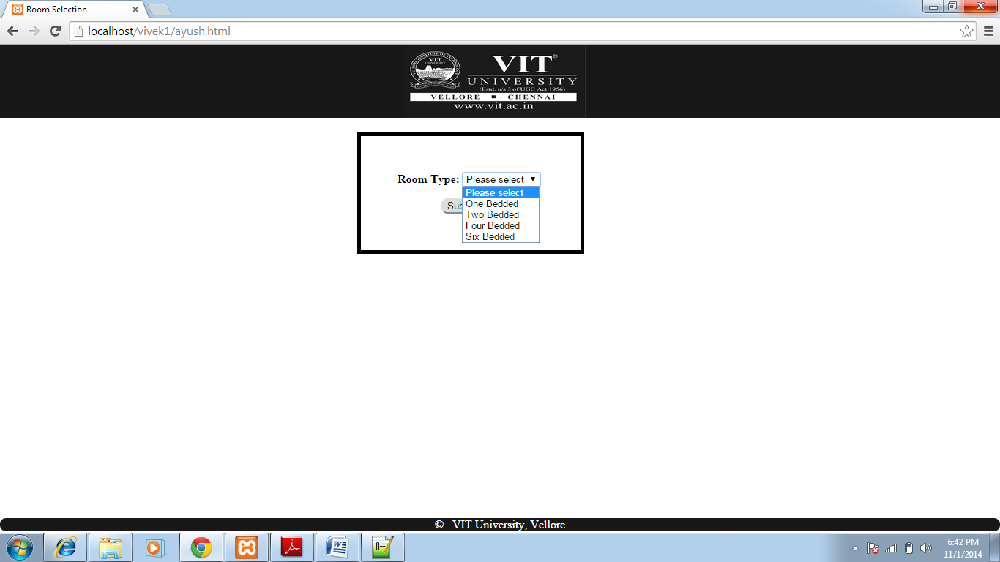 Room Selection
localhost/vivek1/ayush.html
VIT
UNIVERSITY
VIT®
UNIVERSITY
(Estd. u/s 3 of UGC Act 1956)
VELLORE ■ CHENNAI
www.vit.ac.in
Room Type: Please select
Please select
One Bedded
Sub
Two Bedded
Four Bedded
Six Bedded
© VIT University, Vellore.
6:42 PM
11/1/2014